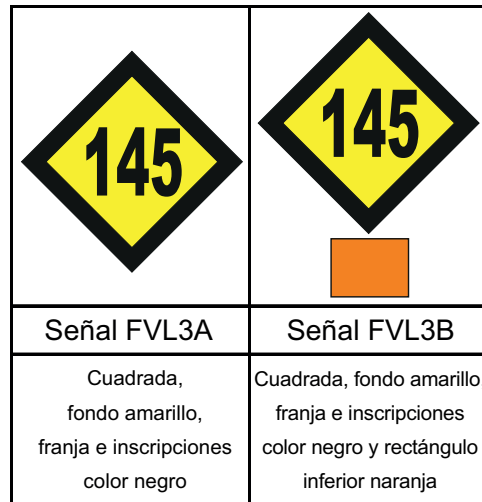 145
145
Señal FVL3A
Señal FVL3B
Cuadrada,
fondo amarillo,
franja e inscripciones
color negro
Cuadrada, fondo amarillo
franja e inscripciones
color negro y rectángulo
inferior naranja